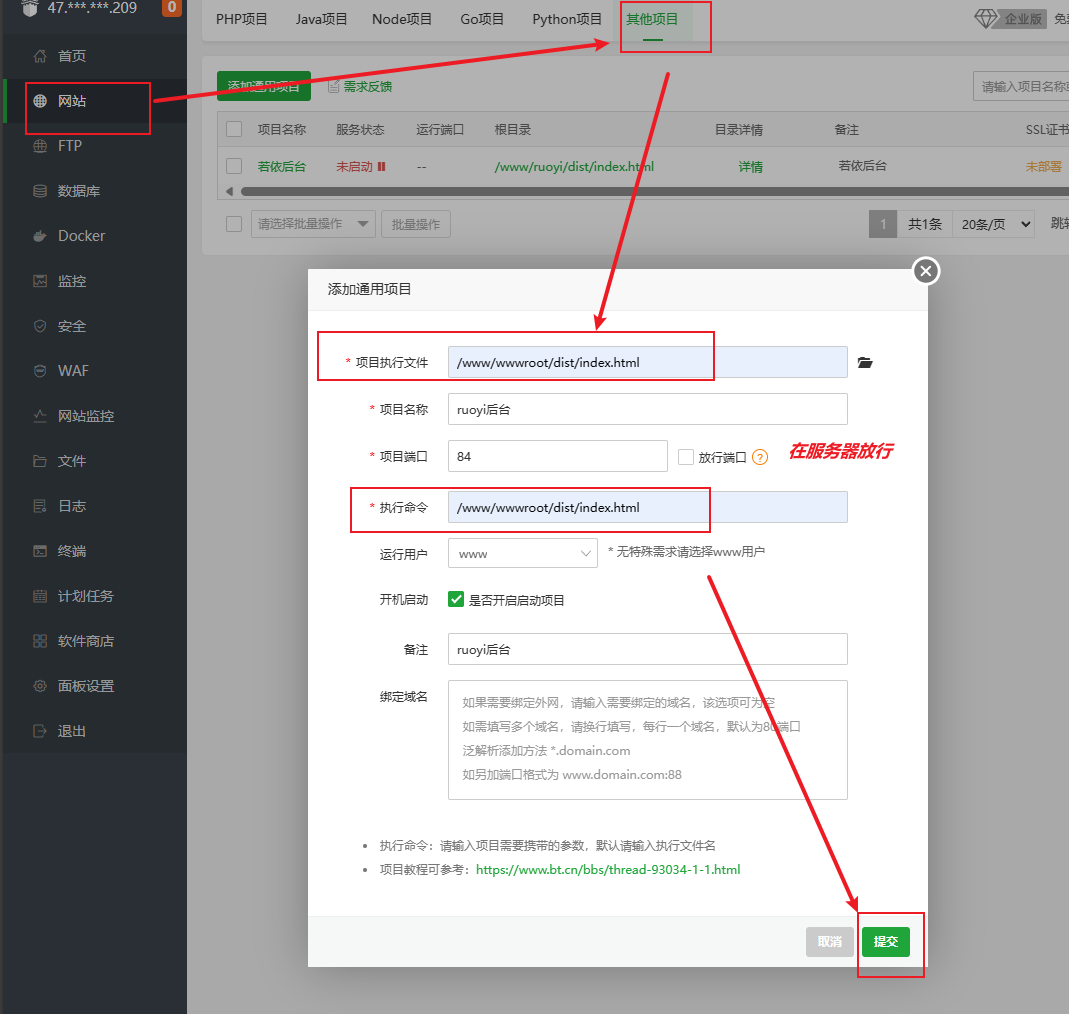 47.***.***.209
0
首页
网站
FTP
数据库
Docker
监控
安全
WAF
网站监控
文件
日志
终端
计划任务
软件商店
面板设置
退出
PHP项目 Java项目 Node项目 Go项目 Python项目 其他项目
企业版
添加通用项目 需求反馈
请输入项目名称
项目名称 服务状态 运行端口 根目录 目录详情 备注 SSL证书
若依后台 未启动 -- /www/ruoyi/dist/index.html 详情 若依后台 未部署
请选择批量操作 批量操作
1 共1条 20条/页
添加通用项目
* 项目执行文件 /www/wwwroot/dist/index.html
* 项目名称 ruoyi后台
* 项目端口 84 放行端口 ? 在服务器放行
* 执行命令 /www/wwwroot/dist/index.html
运行用户 www * 无特殊需求请选择www用户
开机启动 是否开启启动项目
备注 ruoyi后台
绑定域名
如果需要绑定外网，请输入需要绑定的域名，该选项可为空
如需填写多个域名，请换行填写，每行一个域名，默认为80端口
泛解析添加方法 *.domain.com
如另加端口格式为 www.domain.com:88
• 执行命令：请输入项目需要携带的参数，默认请输入执行文件名
• 项目教程可参考：https://www.bt.cn/bbs/thread-93034-1-1.html
取消 提交